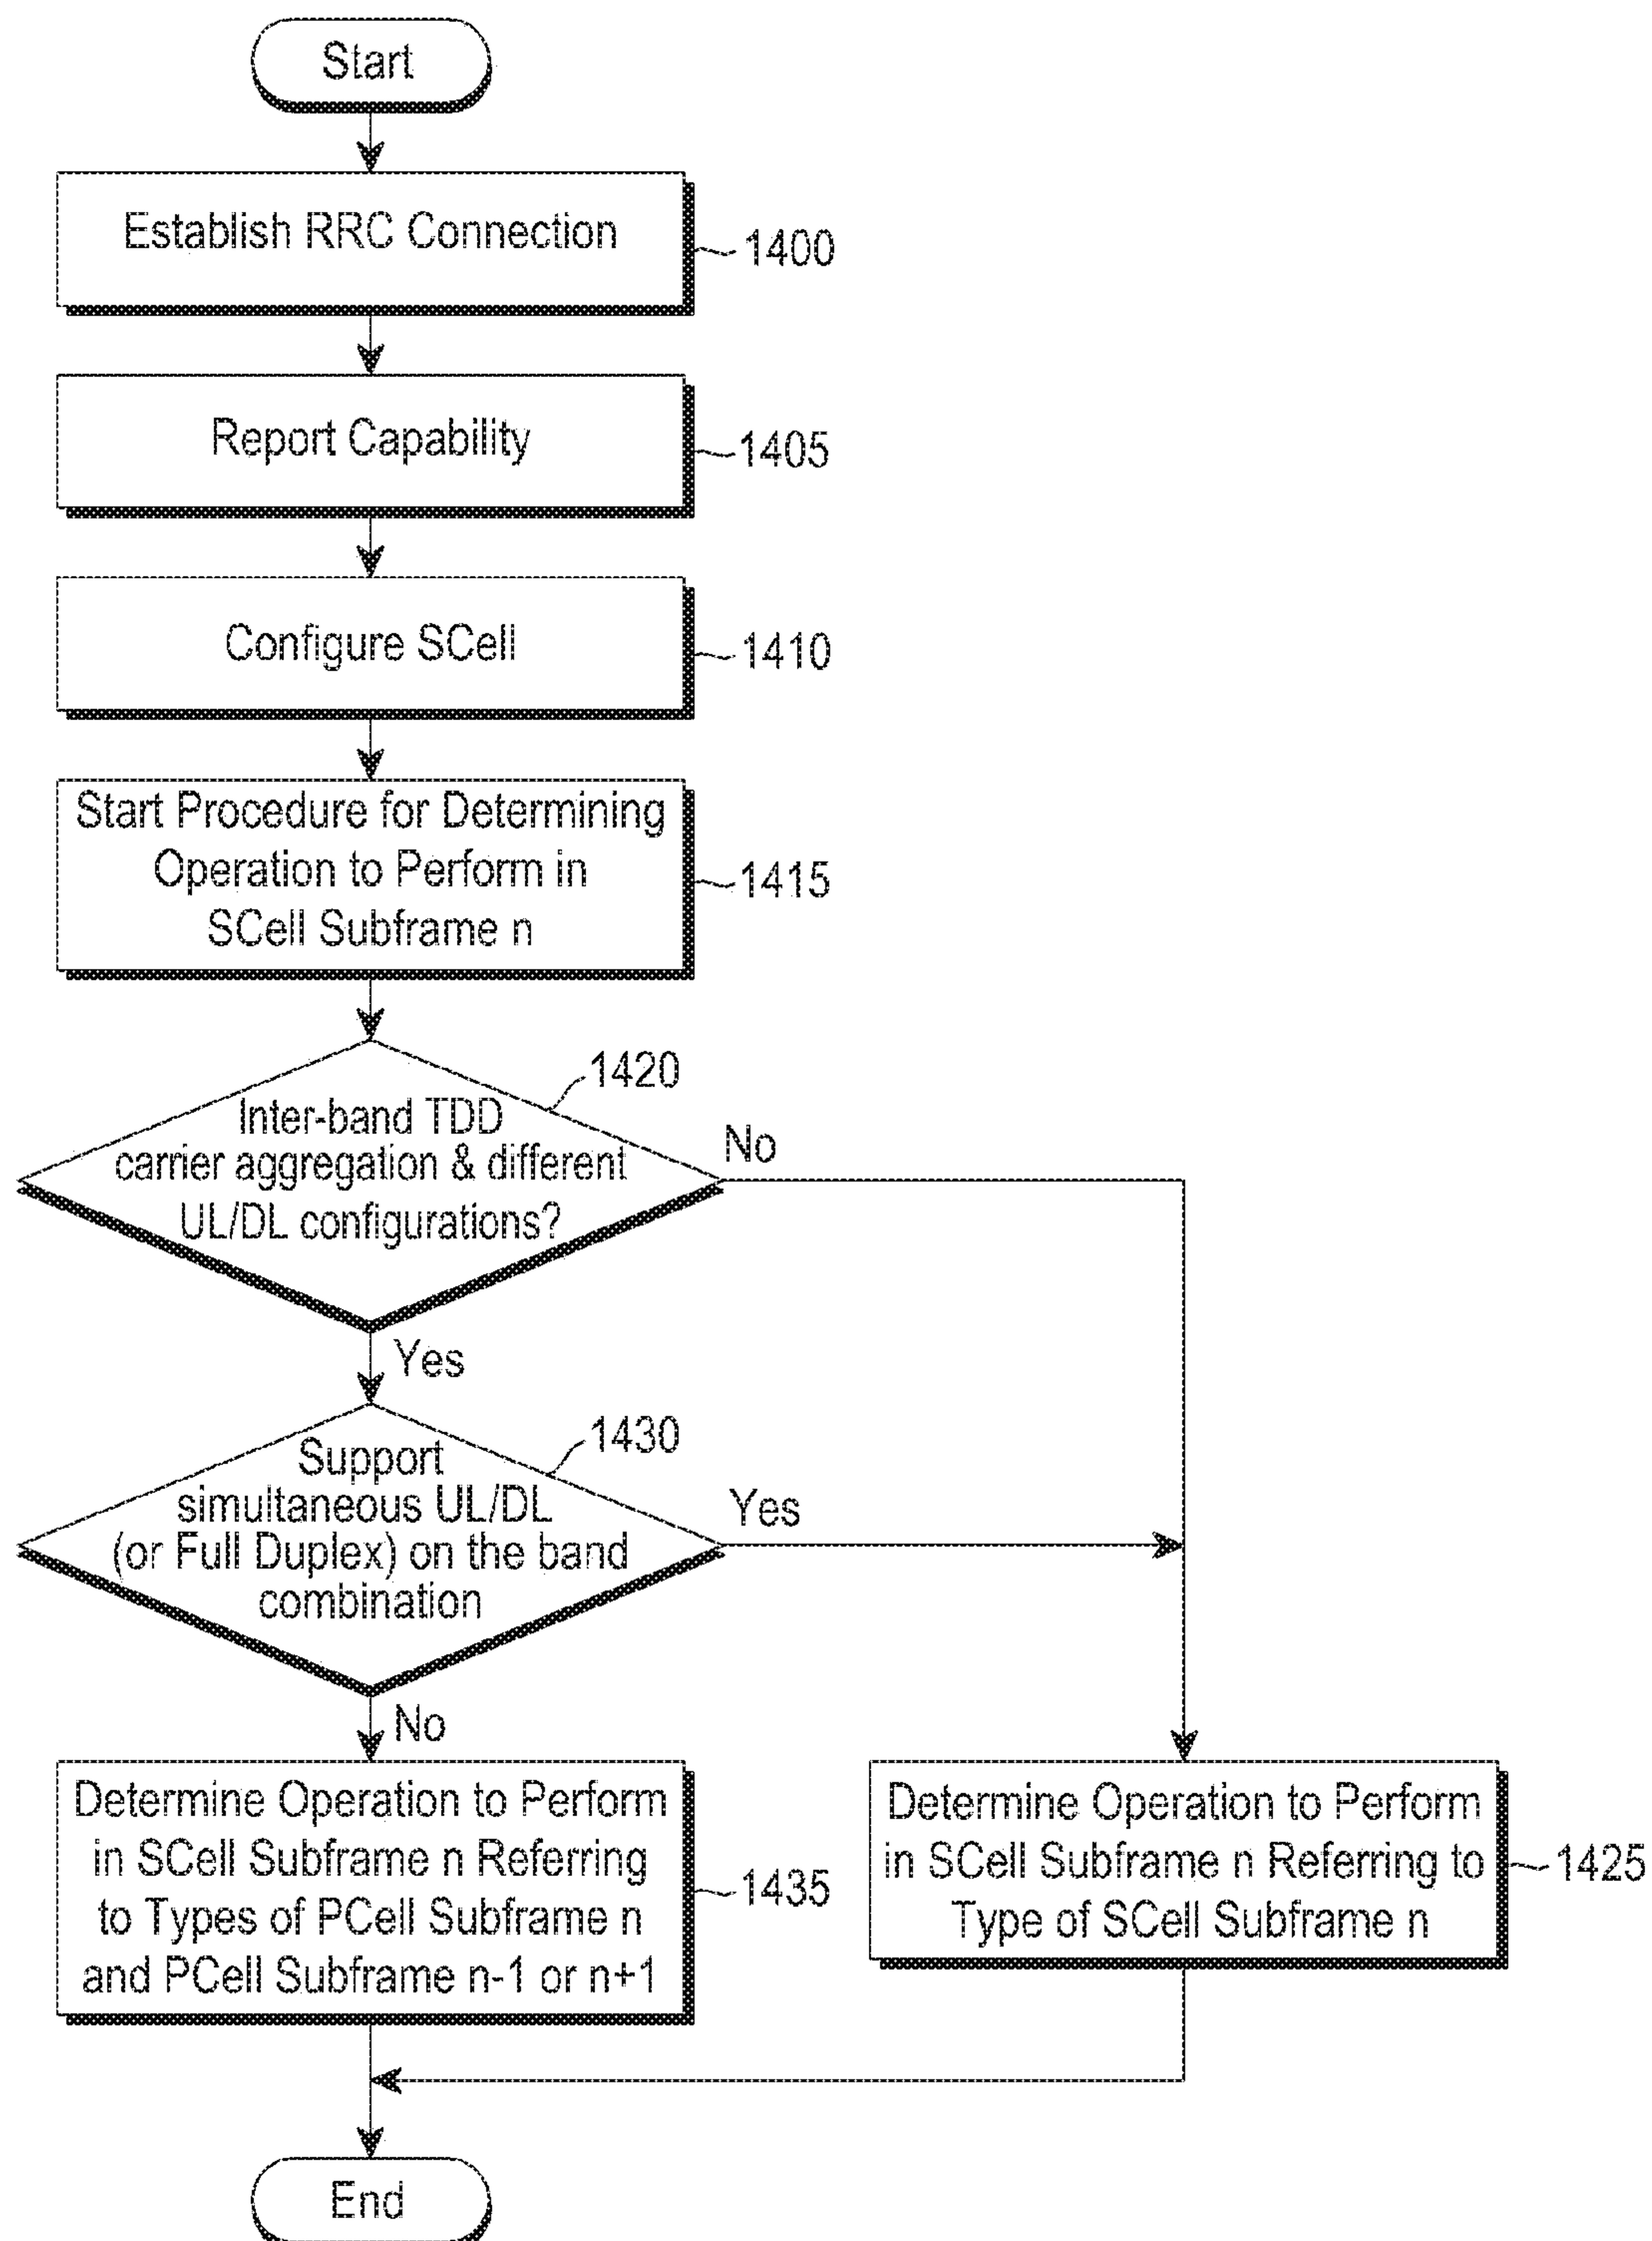 Start
Establish RRC Connection
1400
Report Capability
1405
Configure SCell
1410
Start Procedure for Determining
Operation to Perform in
SCell Subframe n
1415
1420
Inter-band TDD
carrier aggregation & different
UL/DL configurations?
No
Yes
1430
Support
simultaneous UL/DL
(or Full Duplex) on the band
combination
Yes
No
Determine Operation to Perform
in SCell Subframe n Referring
to Types of PCell Subframe n
and PCell Subframe n-1 or n+1
1435
Determine Operation to Perform
in SCell Subframe n Referring to
Type of SCell Subframe n
1425
End